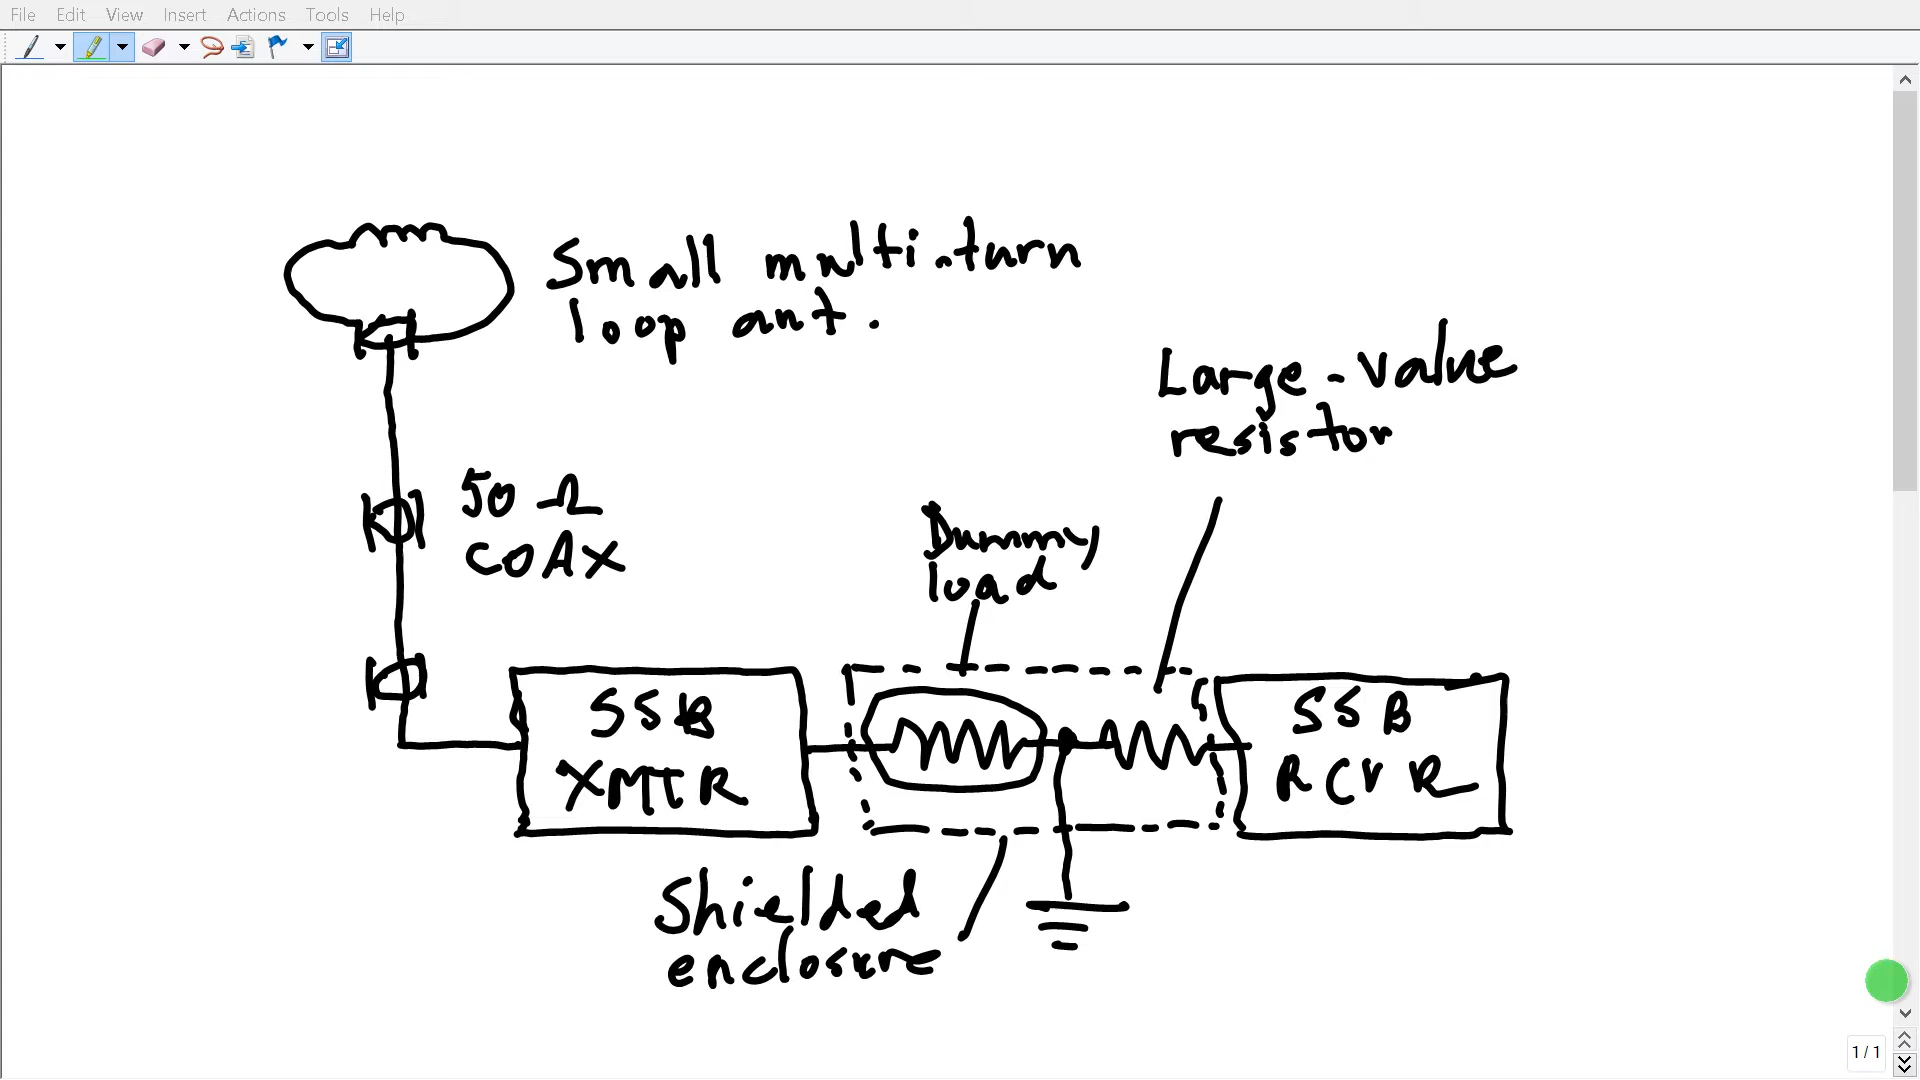 File Edit View Insert Actions Tools Help
Small multi-turn
loop ant.
Large-value
resistor
50 Ω
COAX
Dummy
load
SSB
XMTR
SSB
RCVR
Shielded
enclosure
1 / 1